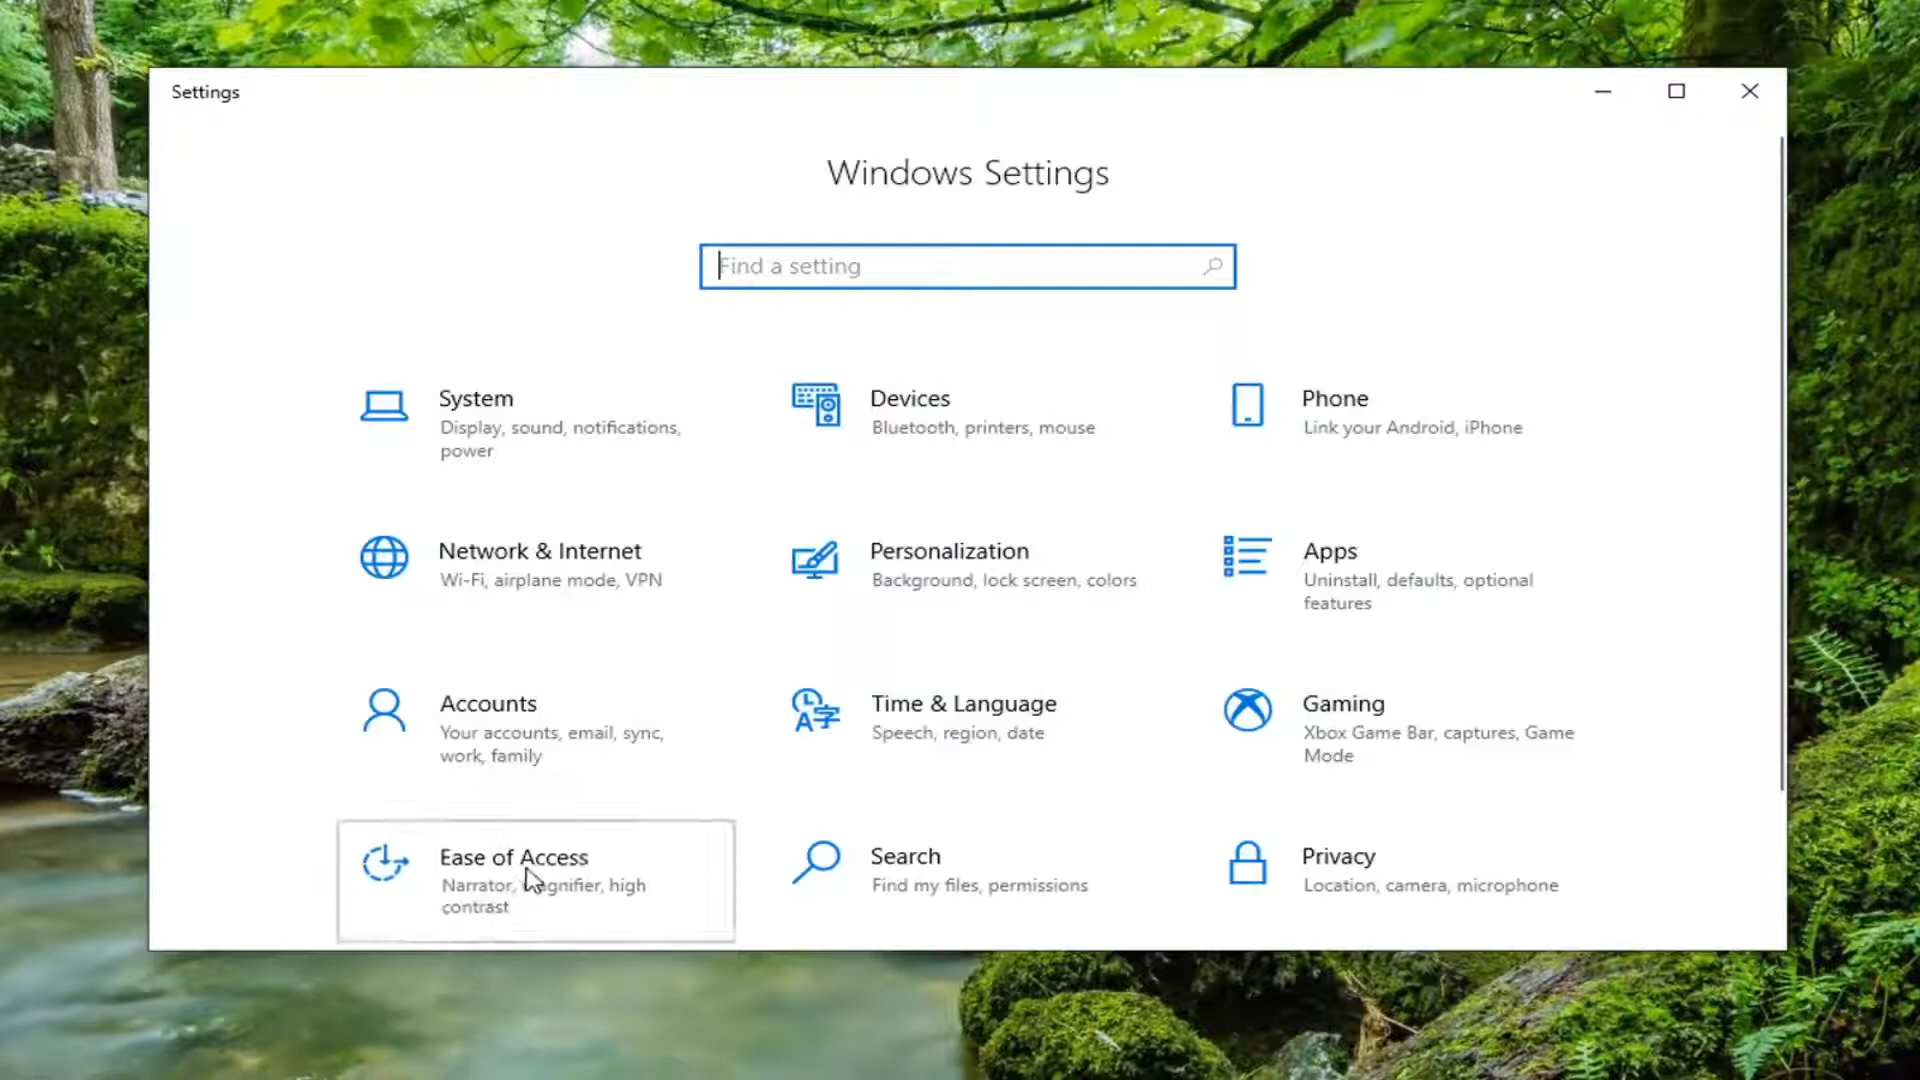 Settings
Windows Settings
Find a setting
System
Display, sound, notifications,
power
Devices
Bluetooth, printers, mouse
Phone
Link your Android, iPhone
Network & Internet
Wi-Fi, airplane mode, VPN
Personalization
Background, lock screen, colors
Apps
Uninstall, defaults, optional
features
Accounts
Your accounts, email, sync,
work, family
Time & Language
Speech, region, date
Gaming
Xbox Game Bar, captures, Game
Mode
Ease of Access
Narrator, magnifier, high
contrast
Search
Find my files, permissions
Privacy
Location, camera, microphone